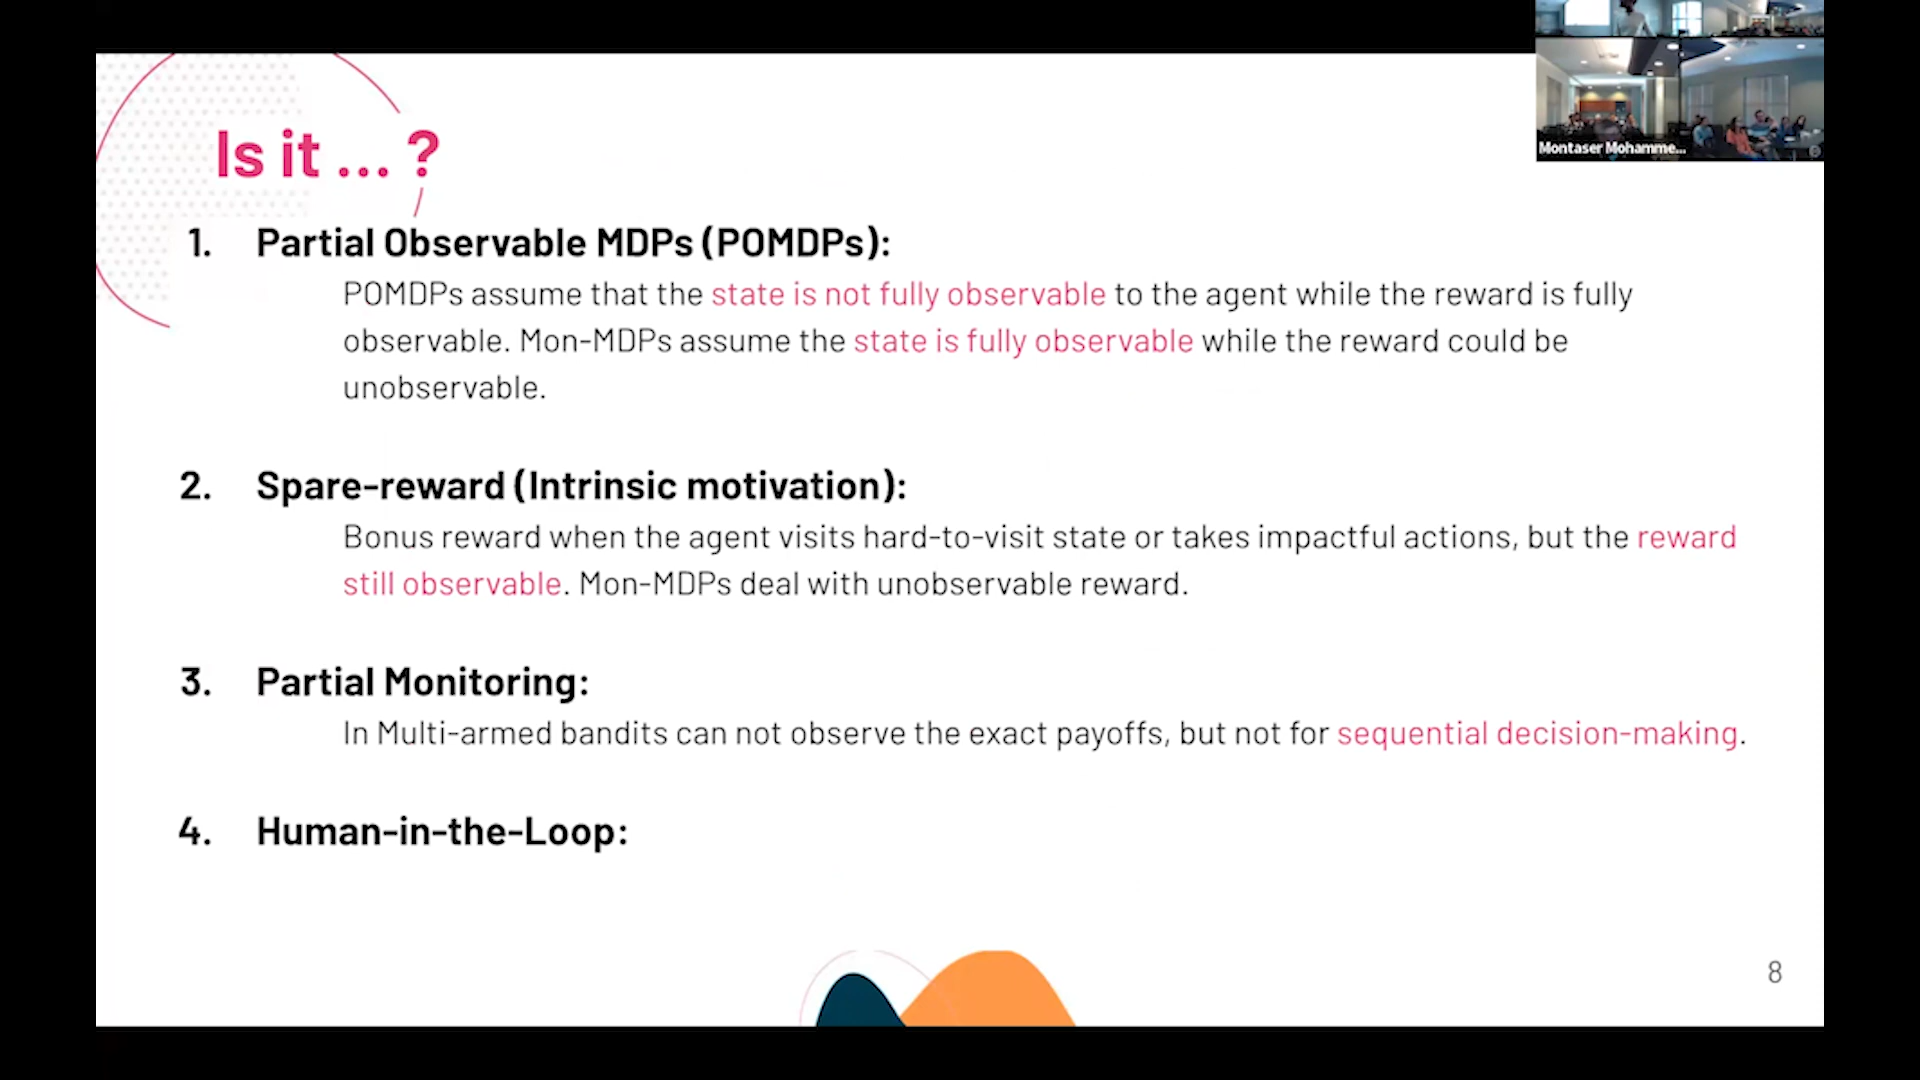 Montaser Mohamme...
Is it ... ?
1. Partial Observable MDPs (POMDPs):
POMDPs assume that the state is not fully observable to the agent while the reward is fully
observable. Mon-MDPs assume the state is fully observable while the reward could be
unobservable.
2. Spare-reward (Intrinsic motivation):
Bonus reward when the agent visits hard-to-visit state or takes impactful actions, but the reward
still observable. Mon-MDPs deal with unobservable reward.
3. Partial Monitoring:
In Multi-armed bandits can not observe the exact payoffs, but not for sequential decision-making.
4. Human-in-the-Loop:
8